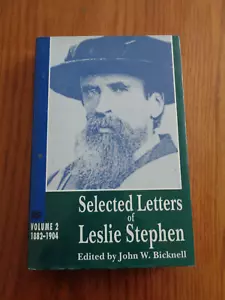 VOLUME 2
1882–1904
Selected Letters
of
Leslie Stephen
Edited by John W. Bicknell